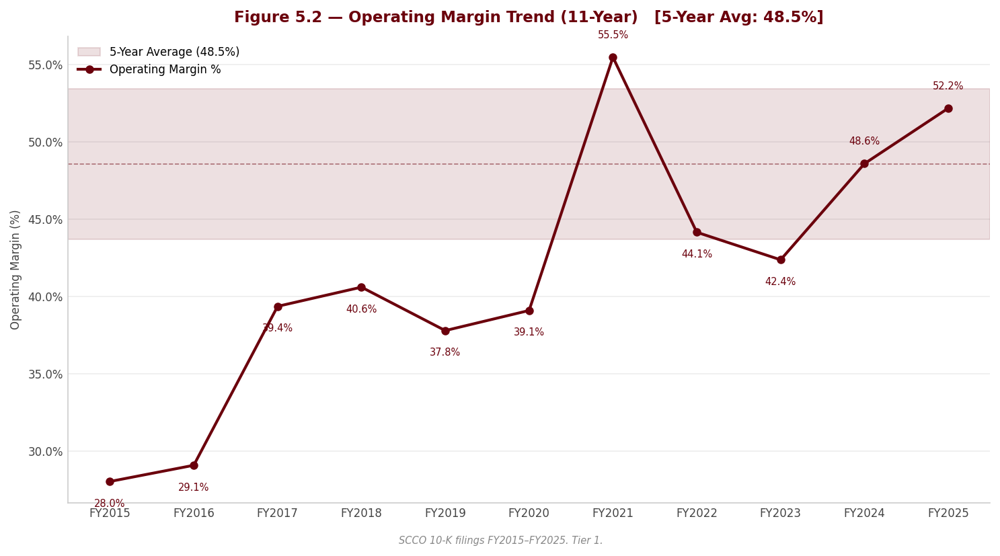 Figure 5.2 — Operating Margin Trend (11-Year)   [5-Year Avg: 48.5%]
5-Year Average (48.5%)
Operating Margin %
Operating Margin (%)
55.0%
50.0%
45.0%
40.0%
35.0%
30.0%
28.0%
29.1%
39.4%
40.6%
37.8%
39.1%
55.5%
44.1%
42.4%
48.6%
52.2%
FY2015 FY2016 FY2017 FY2018 FY2019 FY2020 FY2021 FY2022 FY2023 FY2024 FY2025
SCCO 10-K filings FY2015–FY2025. Tier 1.